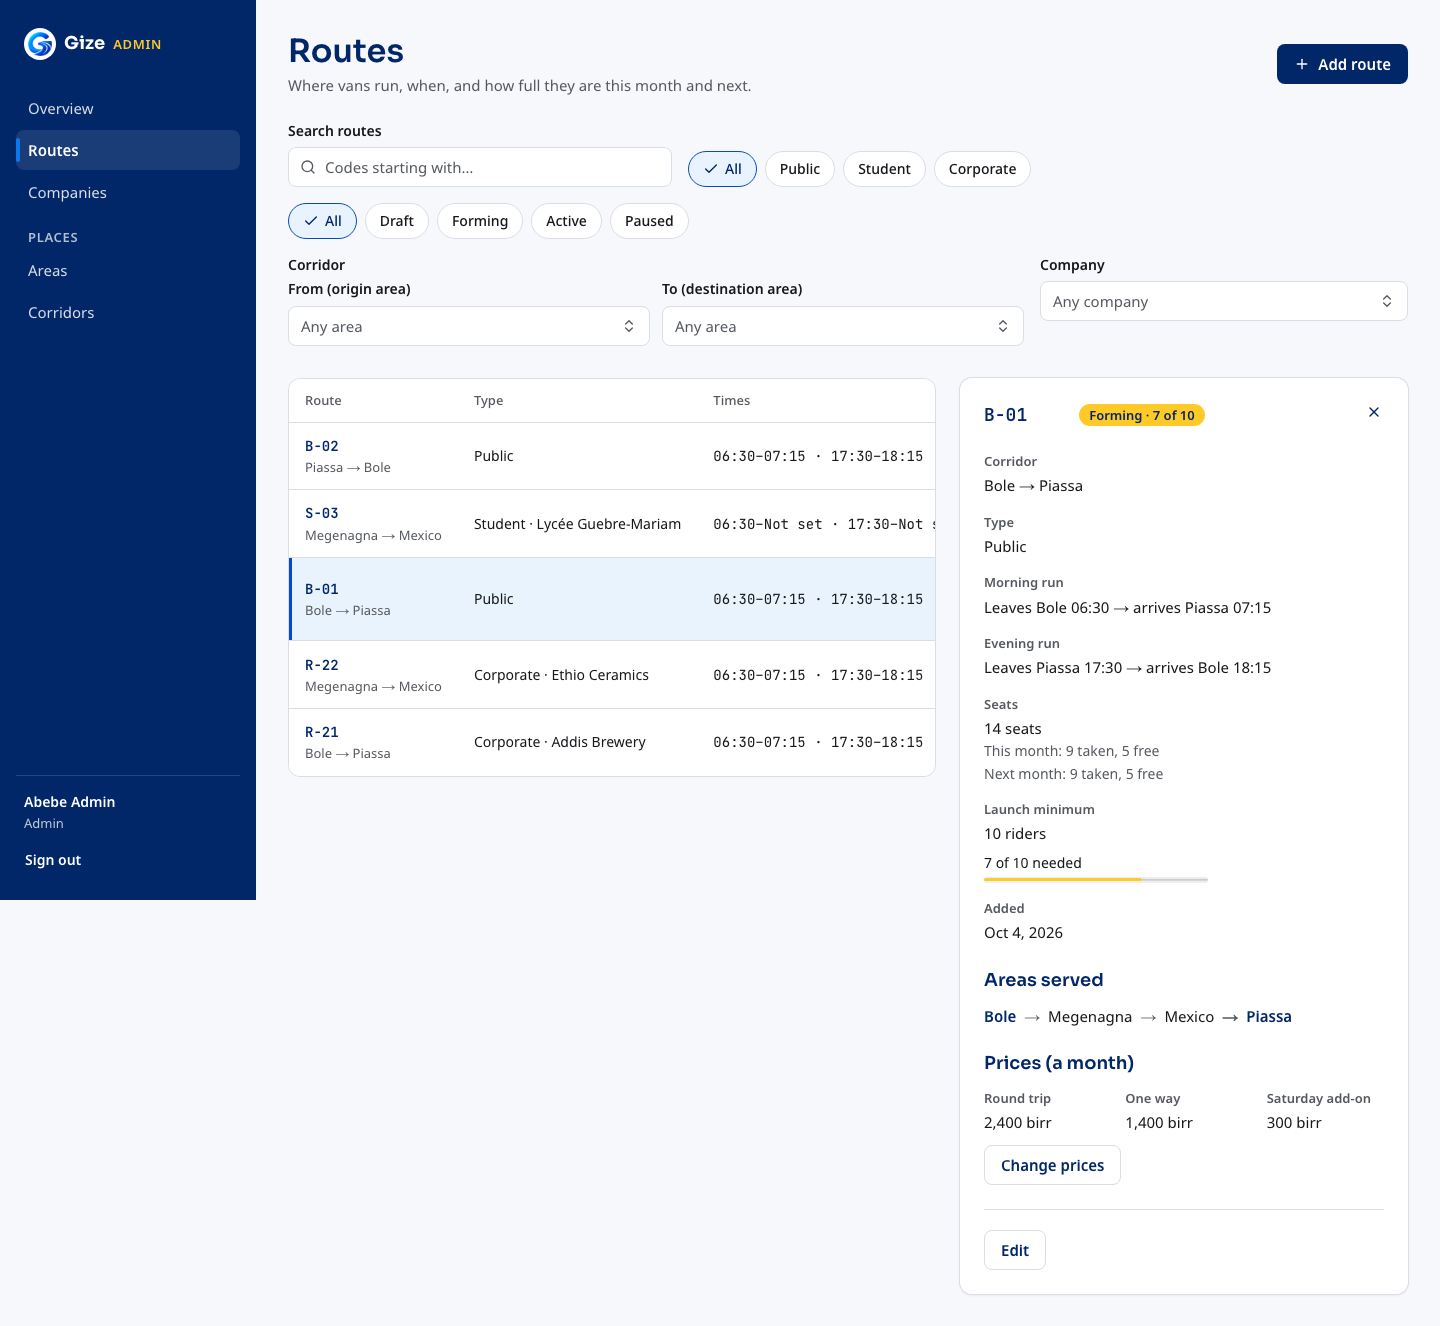 Gize ADMIN
Overview
Routes
Companies
PLACES
Areas
Corridors
Abebe Admin
Admin
Sign out
Routes
Where vans run, when, and how full they are this month and next.
+ Add route
Search routes
Codes starting with...
All
Public
Student
Corporate
All
Draft
Forming
Active
Paused
Corridor
From (origin area)
Any area
To (destination area)
Any area
Company
Any company
Route Type Times
B-02
Piassa → Bole
Public
06:30–07:15 · 17:30–18:15
S-03
Megenagna → Mexico
Student · Lycée Guebre-Mariam
06:30–Not set · 17:30–Not
B-01
Bole → Piassa
Public
06:30–07:15 · 17:30–18:15
R-22
Megenagna → Mexico
Corporate · Ethio Ceramics
06:30–07:15 · 17:30–18:15
R-21
Bole → Piassa
Corporate · Addis Brewery
06:30–07:15 · 17:30–18:15
B-01
Forming · 7 of 10
Corridor
Bole → Piassa
Type
Public
Morning run
Leaves Bole 06:30 → arrives Piassa 07:15
Evening run
Leaves Piassa 17:30 → arrives Bole 18:15
Seats
14 seats
This month: 9 taken, 5 free
Next month: 9 taken, 5 free
Launch minimum
10 riders
7 of 10 needed
Added
Oct 4, 2026
Areas served
Bole → Megenagna → Mexico → Piassa
Prices (a month)
Round trip One way Saturday add-on
2,400 birr 1,400 birr 300 birr
Change prices
Edit